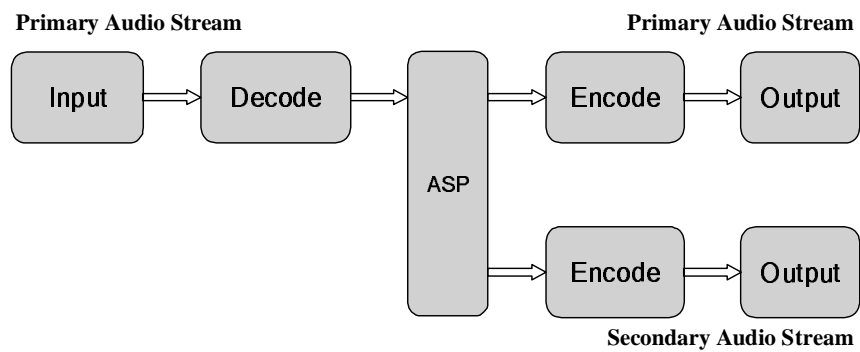 Primary Audio Stream
Primary Audio Stream
Input
Decode
Encode
Output
ASP
Encode
Output
Secondary Audio Stream